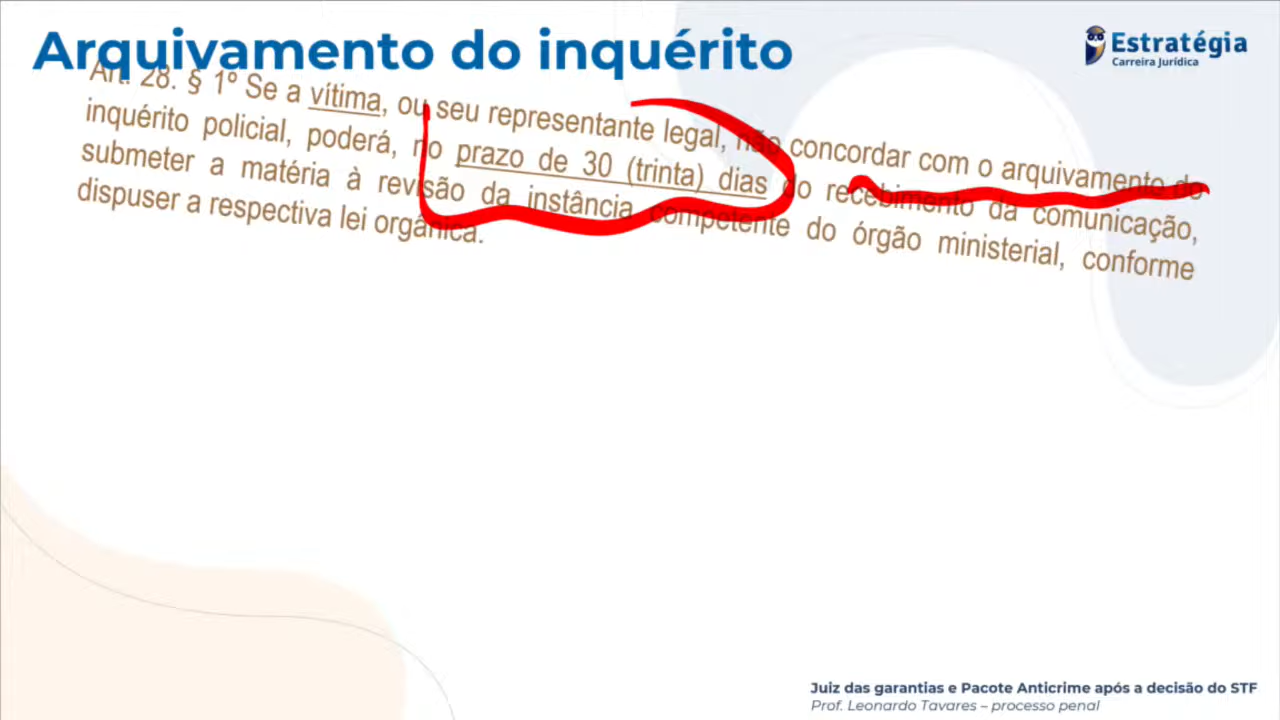 Arquivamento do inquérito
Estratégia
Carreira Jurídica
Art. 28. § 1º Se a vítima, ou seu representante legal, não concordar com o arquivamento do
inquérito policial, poderá, no prazo de 30 (trinta) dias do recebimento da comunicação,
submeter a matéria à revisão da instância competente do órgão ministerial, conforme
dispuser a respectiva lei orgânica.
Juiz das garantias e Pacote Anticrime após a decisão do STF
Prof. Leonardo Tavares – processo penal